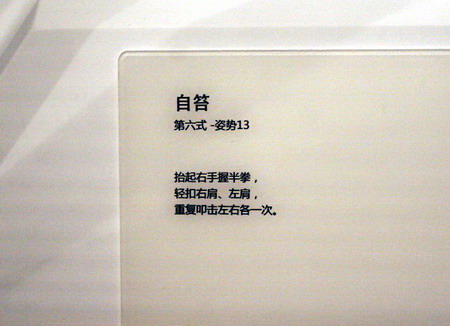 自笞
第六式 -姿势13
抬起右手握半拳，
轻扣右肩、左肩，
重复叩击左右各一次。